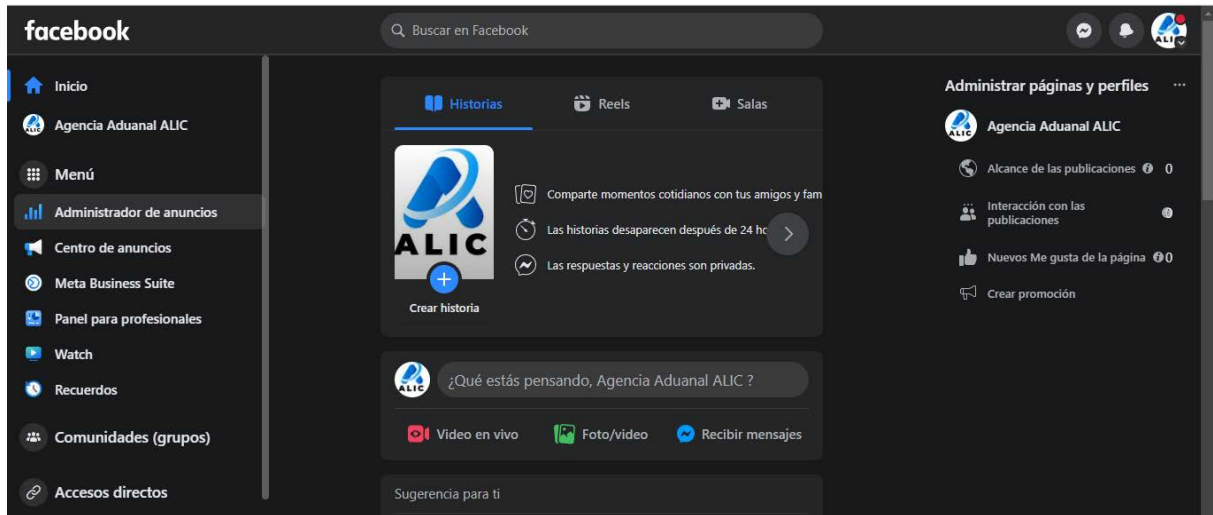 facebook
Buscar en Facebook
ALIC
Inicio
ALIC
Agencia Aduanal ALIC
Menú
Administrador de anuncios
Centro de anuncios
Meta Business Suite
Panel para profesionales
Watch
Recuerdos
Comunidades (grupos)
Accesos directos
Historias
Reels
Salas
ALIC
Crear historia
Comparte momentos cotidianos con tus amigos y fam
Las historias desaparecen después de 24 ho
Las respuestas y reacciones son privadas.
ALIC
¿Qué estás pensando, Agencia Aduanal ALIC ?
Video en vivo
Foto/video
Recibir mensajes
Sugerencia para ti
Administrar páginas y perfiles
ALIC
Agencia Aduanal ALIC
Alcance de las publicaciones 0
Interacción con las
publicaciones
Nuevos Me gusta de la página 0
Crear promoción